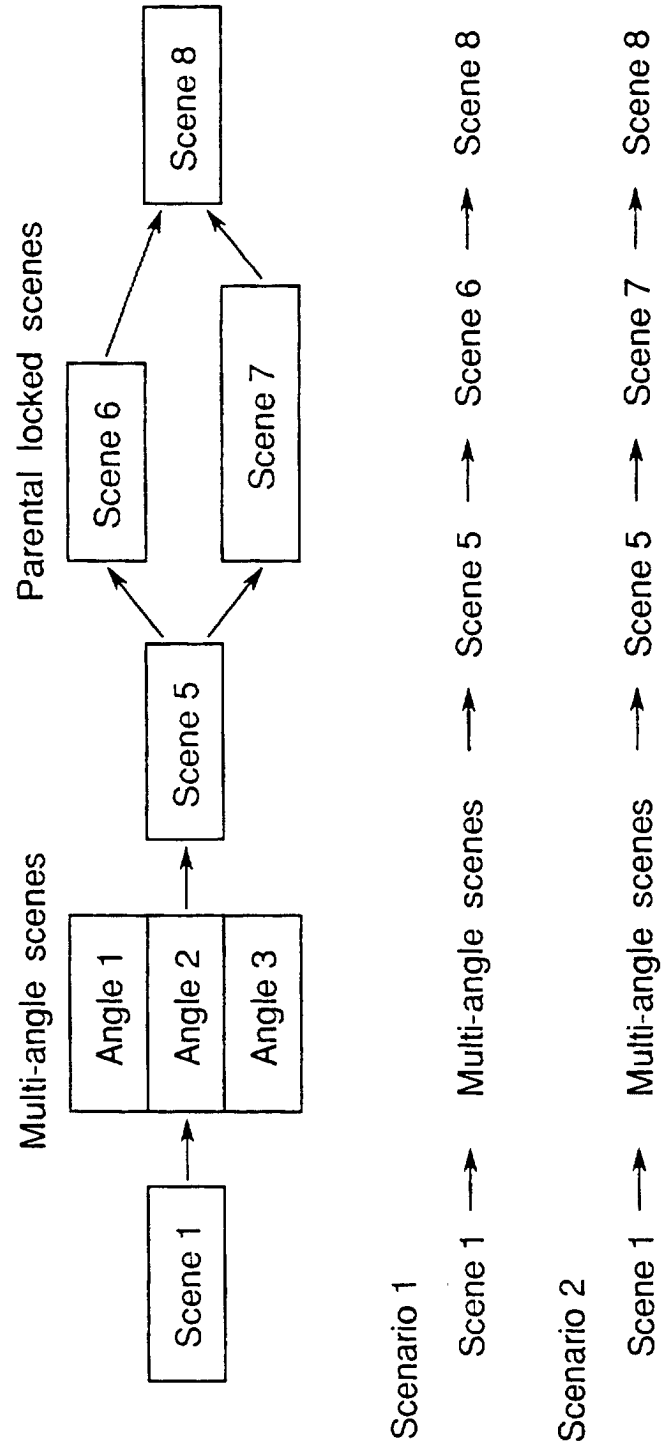 Multi-angle scenes
Parental locked scenes
Scene 1
Angle 1
Angle 2
Angle 3
Scene 5
Scene 6
Scene 7
Scene 8
Scenario 1
Scene 1 → Multi-angle scenes → Scene 5 → Scene 6 → Scene 8
Scenario 2
Scene 1 → Multi-angle scenes → Scene 5 → Scene 7 → Scene 8